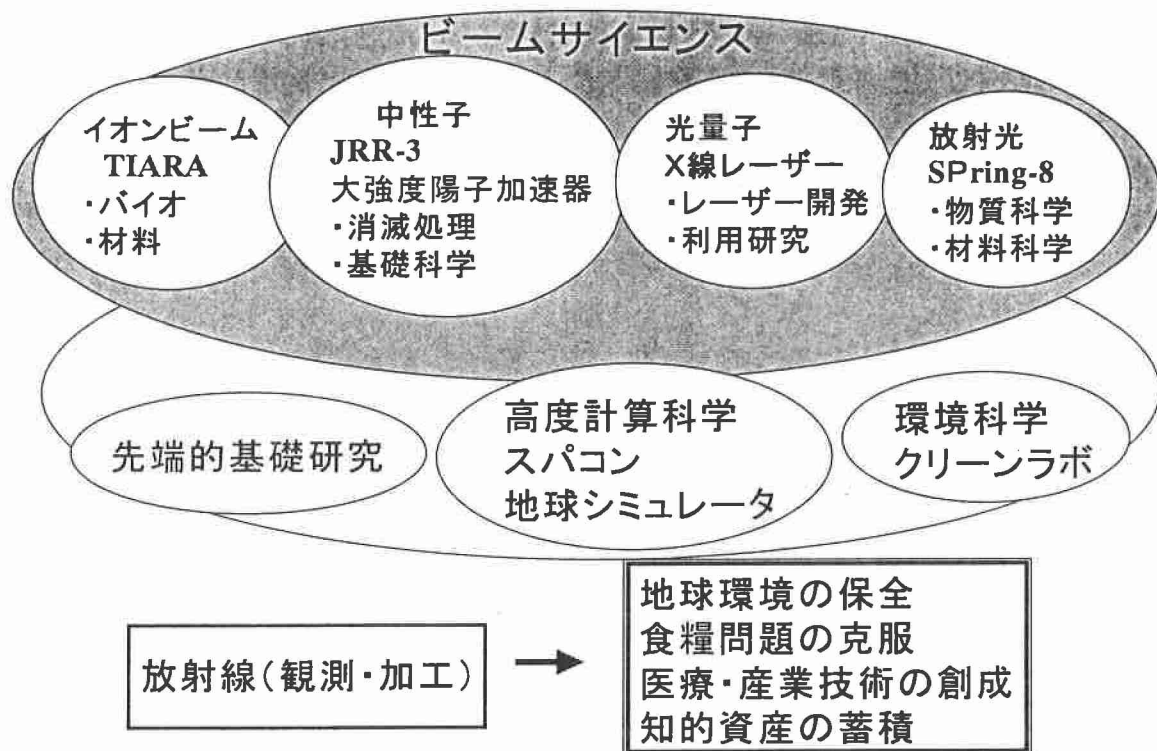 ビームサイエンス
イオンビーム
TIARA
・バイオ
・材料
中性子
JRR-3
大強度陽子加速器
・消滅処理
・基礎科学
光量子
X線レーザー
・レーザー開発
・利用研究
放射光
SPring-8
・物質科学
・材料科学
先端的基礎研究
高度計算科学
スパコン
地球シミュレータ
環境科学
クリーンラボ
放射線(観測・加工)
地球環境の保全
食糧問題の克服
医療・産業技術の創成
知的資産の蓄積